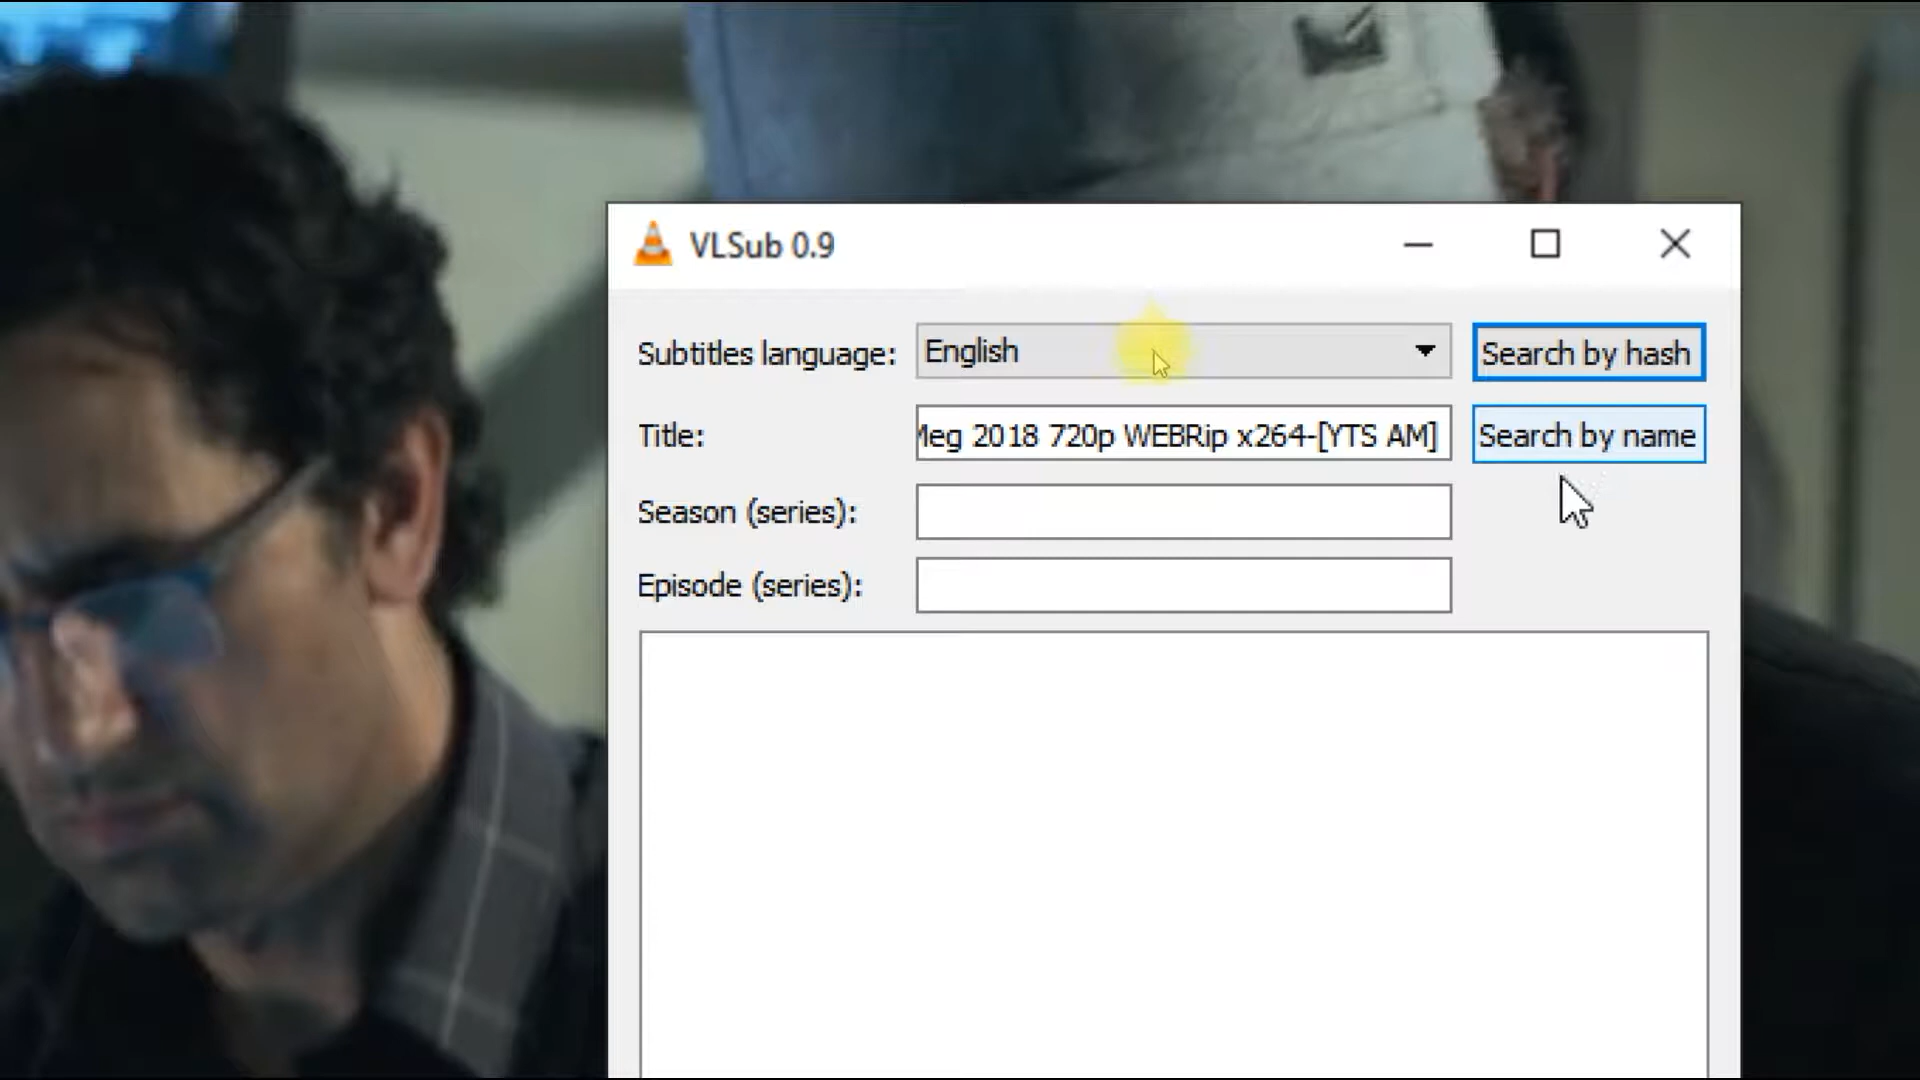 VLSub 0.9
Subtitles language: English Search by hash
Title: Meg 2018 720p WEBRip x264-[YTS AM] Search by name
Season (series):
Episode (series):